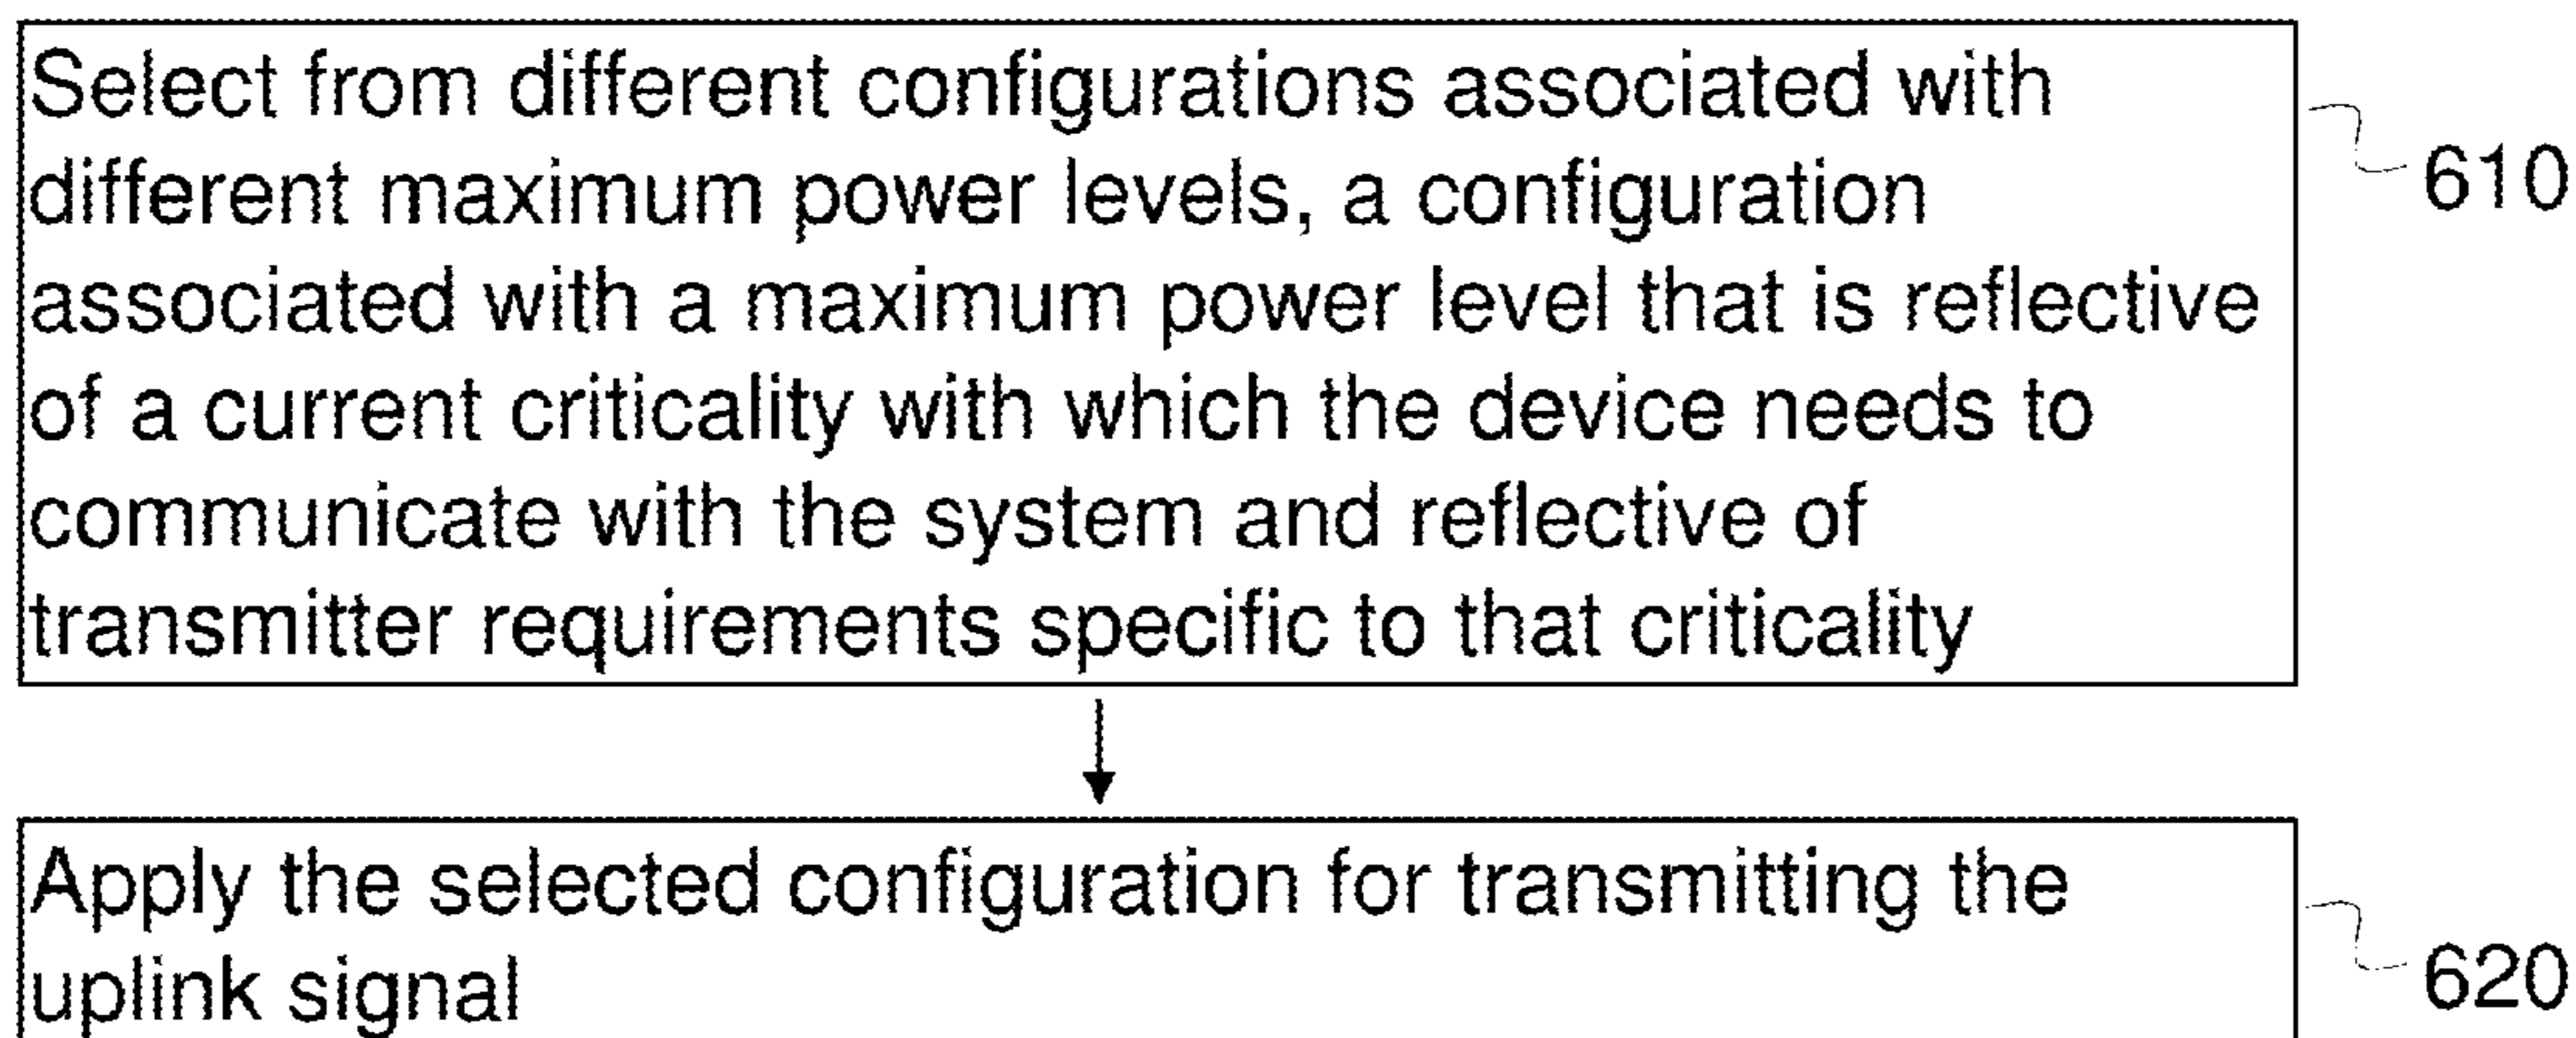 Select from different configurations associated with
different maximum power levels, a configuration
associated with a maximum power level that is reflective
of a current criticality with which the device needs to
communicate with the system and reflective of
transmitter requirements specific to that criticality
610
Apply the selected configuration for transmitting the
uplink signal
620